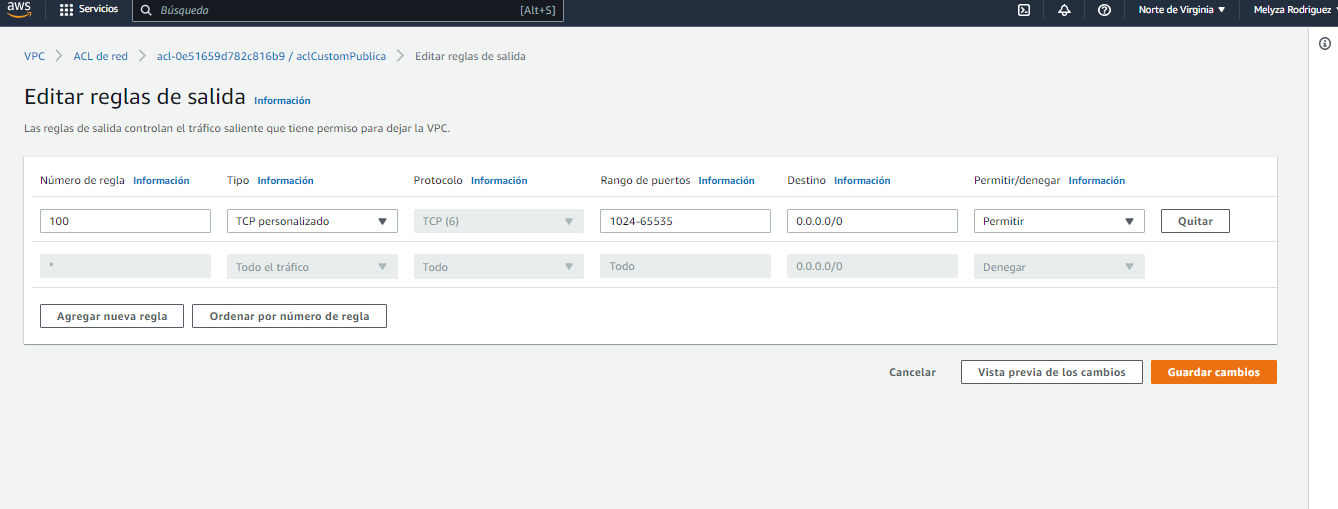 aws Servicios Búsqueda [Alt+S] Norte de Virginia Melyza Rodriguez
VPC ACL de red acl-0e51659d782c816b9 / aclCustomPublica Editar reglas de salida
Editar reglas de salida Información
Las reglas de salida controlan el tráfico saliente que tiene permiso para dejar la VPC.
Número de regla Información Tipo Información Protocolo Información Rango de puertos Información Destino Información Permitir/denegar Información
100 TCP personalizado TCP (6) 1024-65535 0.0.0.0/0 Permitir Quitar
* Todo el tráfico Todo Todo 0.0.0.0/0 Denegar
Agregar nueva regla Ordenar por número de regla
Cancelar Vista previa de los cambios Guardar cambios